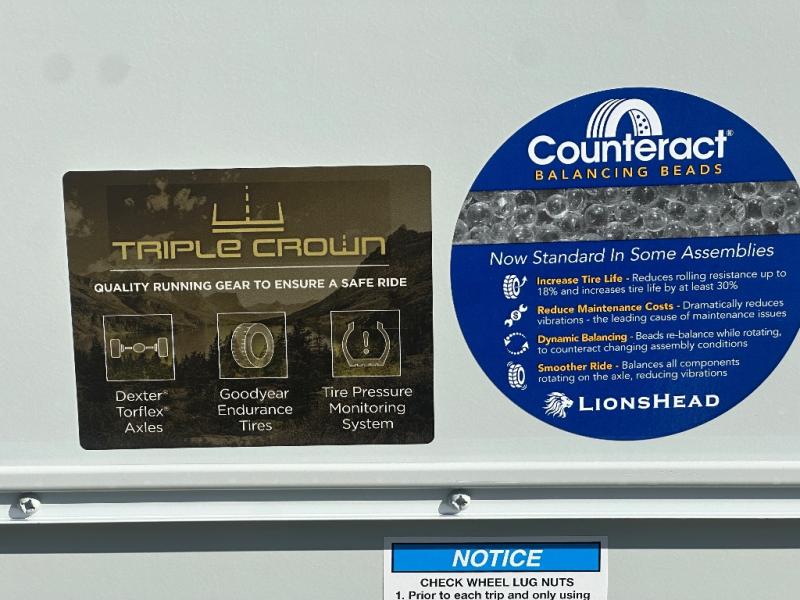 TRIPLE CROWN
QUALITY RUNNING GEAR TO ENSURE A SAFE RIDE
Dexter®
Torflex®
Axles
Goodyear
Endurance
Tires
Tire Pressure
Monitoring
System
Counteract®
BALANCING BEADS
Now Standard In Some Assemblies
Increase Tire Life - Reduces rolling resistance up to
18% and increases tire life by at least 30%
Reduce Maintenance Costs - Dramatically reduces
vibrations - the leading cause of maintenance issues
Dynamic Balancing - Beads re-balance while rotating,
to counteract changing assembly conditions
Smoother Ride - Balances all components
rotating on the axle, reducing vibrations
LIONSHEAD
NOTICE
CHECK WHEEL LUG NUTS
1. Prior to each trip and only using